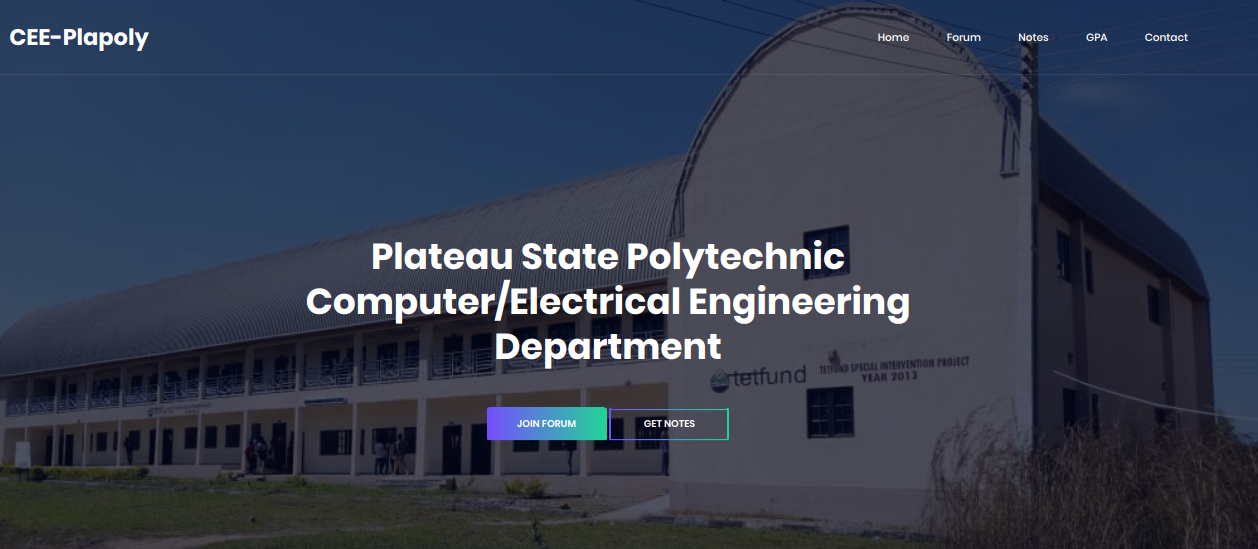 CEE-Plapoly
Home
Forum
Notes
GPA
Contact
Plateau State Polytechnic
Computer/Electrical Engineering
Department
tetfund
TETFUND SPECIAL INTERVENTION PROJECT
YEAR 2013
JOIN FORUM
GET NOTES